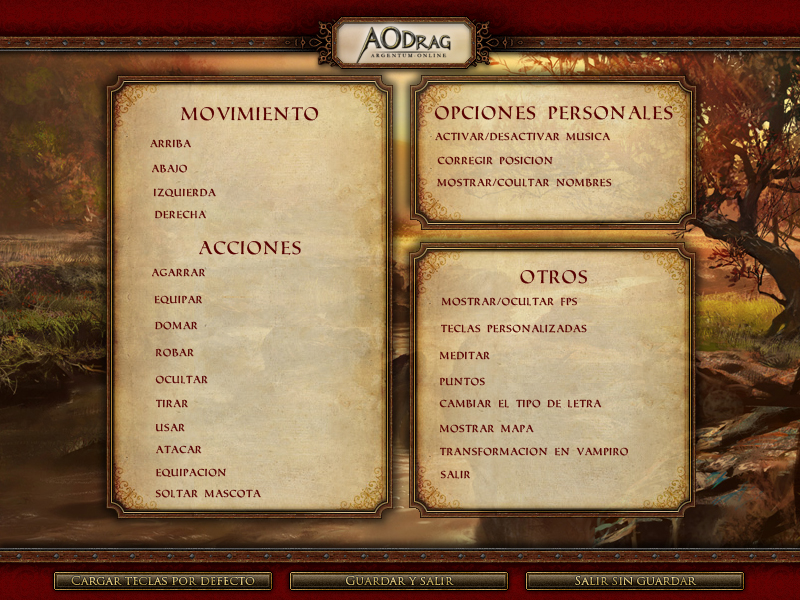 AODRAG
ARGENTUM ONLINE
MOVIMIENTO
ARRIBA
ABAJO
IZQUIERDA
DERECHA
ACCIONES
AGARRAR
EQUIPAR
DOMAR
ROBAR
OCULTAR
TIRAR
USAR
ATACAR
EQUIPACION
SOLTAR MASCOTA
OPCIONES PERSONALES
ACTIVAR/DESACTIVAR MUSICA
CORREGIR POSICION
MOSTRAR/COULTAR NOMBRES
OTROS
MOSTRAR/OCULTAR FPS
TECLAS PERSONALIZADAS
MEDITAR
PUNTOS
CAMBIAR EL TIPO DE LETRA
MOSTRAR MAPA
TRANSFORMACION EN VAMPIRO
SALIR
CARGAR TECLAS POR DEFECTO
GUARDAR Y SALIR
SALIR SIN GUARDAR